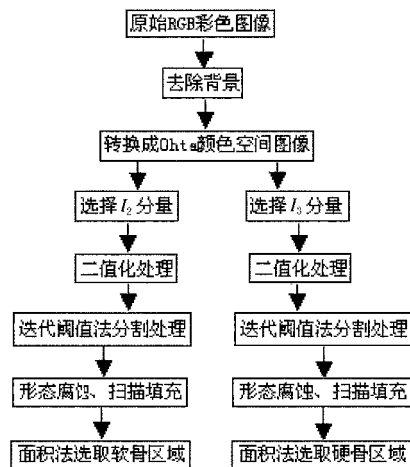 原始RGB彩色图像
去除背景
转换成Ohta颜色空间图像
选择I₂分量
选择I₃分量
二值化处理
二值化处理
迭代阈值法分割处理
迭代阈值法分割处理
形态腐蚀、扫描填充
形态腐蚀、扫描填充
面积法选取软骨区域
面积法选取硬骨区域